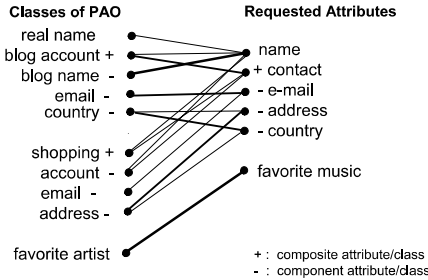 Classes of PAO
Requested Attributes
real name
blog account +
blog name -
email -
country -
shopping +
account -
email -
address -
favorite artist
name
+ contact
- e-mail
- address
- country
favorite music
+ : composite attribute/class
- : component attribute/class